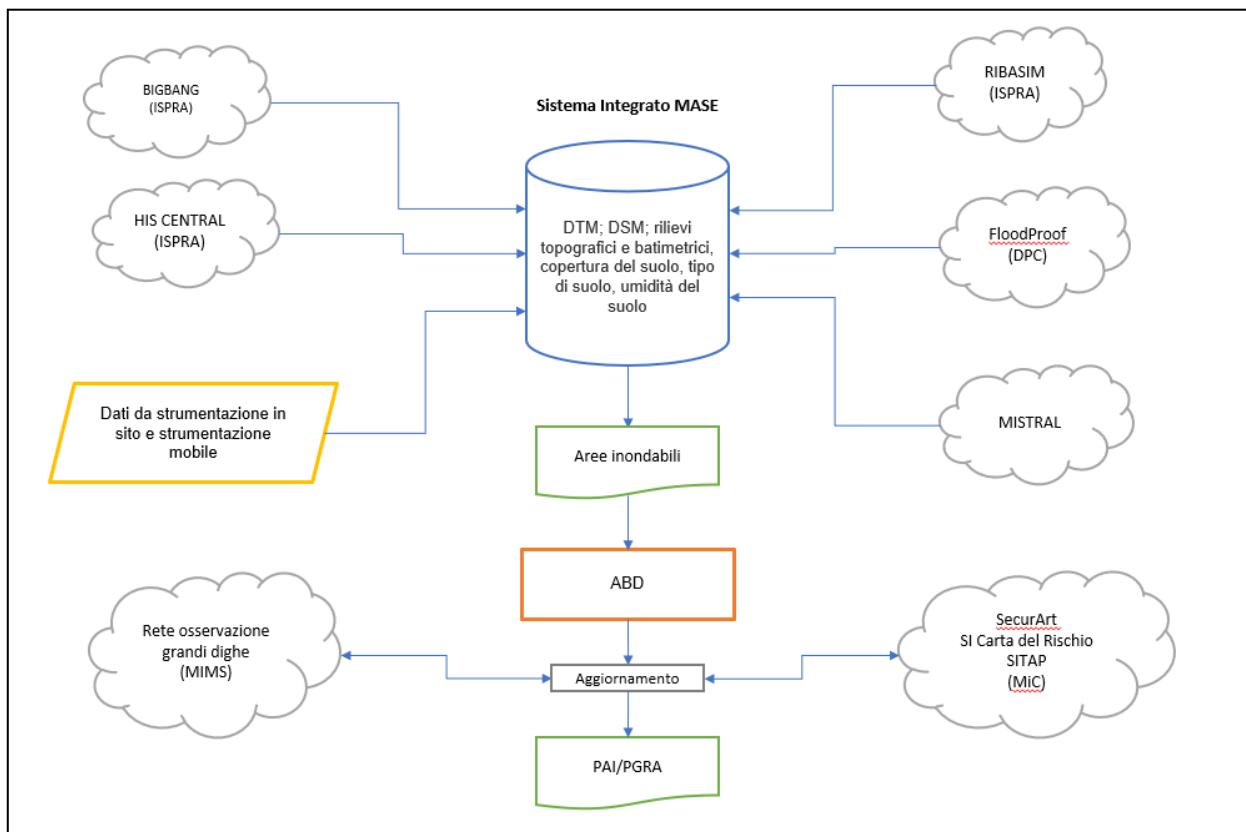 BIGBANG
(ISPRA)
Sistema Integrato MASE
RIBASIM
(ISPRA)
HIS CENTRAL
(ISPRA)
DTM; DSM; rilievi
topografici e batimetrici,
copertura del suolo, tipo
di suolo, umidità del
suolo
FloodProof
(DPC)
Dati da strumentazione in
sito e strumentazione
mobile
MISTRAL
Aree inondabili
ABD
Rete osservazione
grandi dighe
(MIMS)
Aggiornamento
SecurArt
SI Carta del Rischio
SITAP
(MiC)
PAI/PGRA